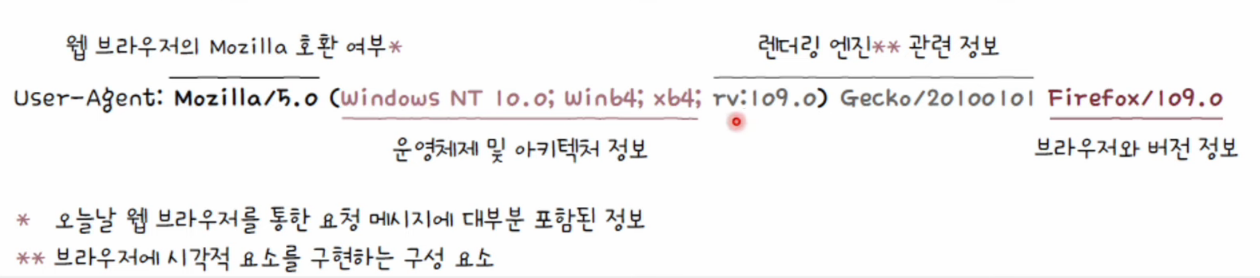 웹 브라우저의 Mozilla 호환 여부*
렌더링 엔진** 관련 정보
User-Agent: Mozilla/5.0 (Windows NT 10.0; Win64; x64; rv:109.0) Gecko/20100101 Firefox/109.0
운영체제 및 아키텍처 정보
브라우저와 버전 정보
* 오늘날 웹 브라우저를 통한 요청 메시지에 대부분 포함된 정보
** 브라우저에 시각적 요소를 구현하는 구성 요소